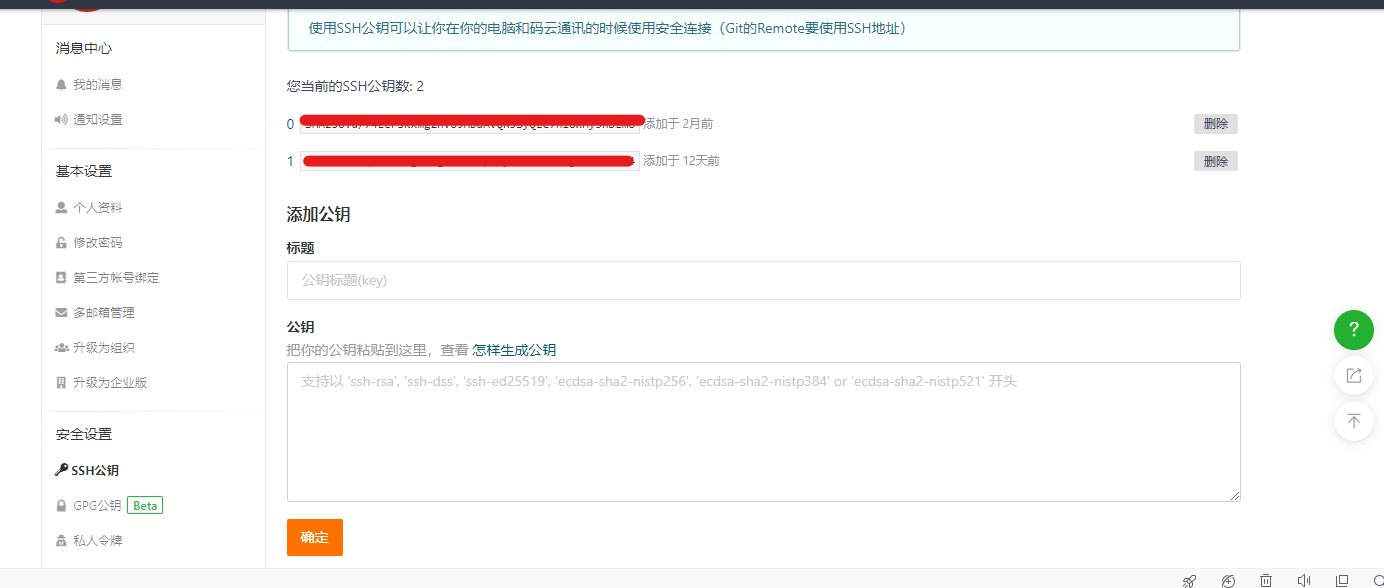 消息中心
我的消息
通知设置
基本设置
个人资料
修改密码
第三方帐号绑定
多邮箱管理
升级为组织
升级为企业版
安全设置
SSH公钥
GPG公钥 Beta
私人令牌
使用SSH公钥可以让你在你的电脑和码云通讯的时候使用安全连接（Git的Remote要使用SSH地址）
您当前的SSH公钥数: 2
0 添加于 2月前 删除
1 添加于 12天前 删除
添加公钥
标题
公钥标题(key)
公钥
把你的公钥粘贴到这里，查看 怎样生成公钥
支持以 'ssh-rsa', 'ssh-dss', 'ssh-ed25519', 'ecdsa-sha2-nistp256', 'ecdsa-sha2-nistp384' or 'ecdsa-sha2-nistp521' 开头
确定
?